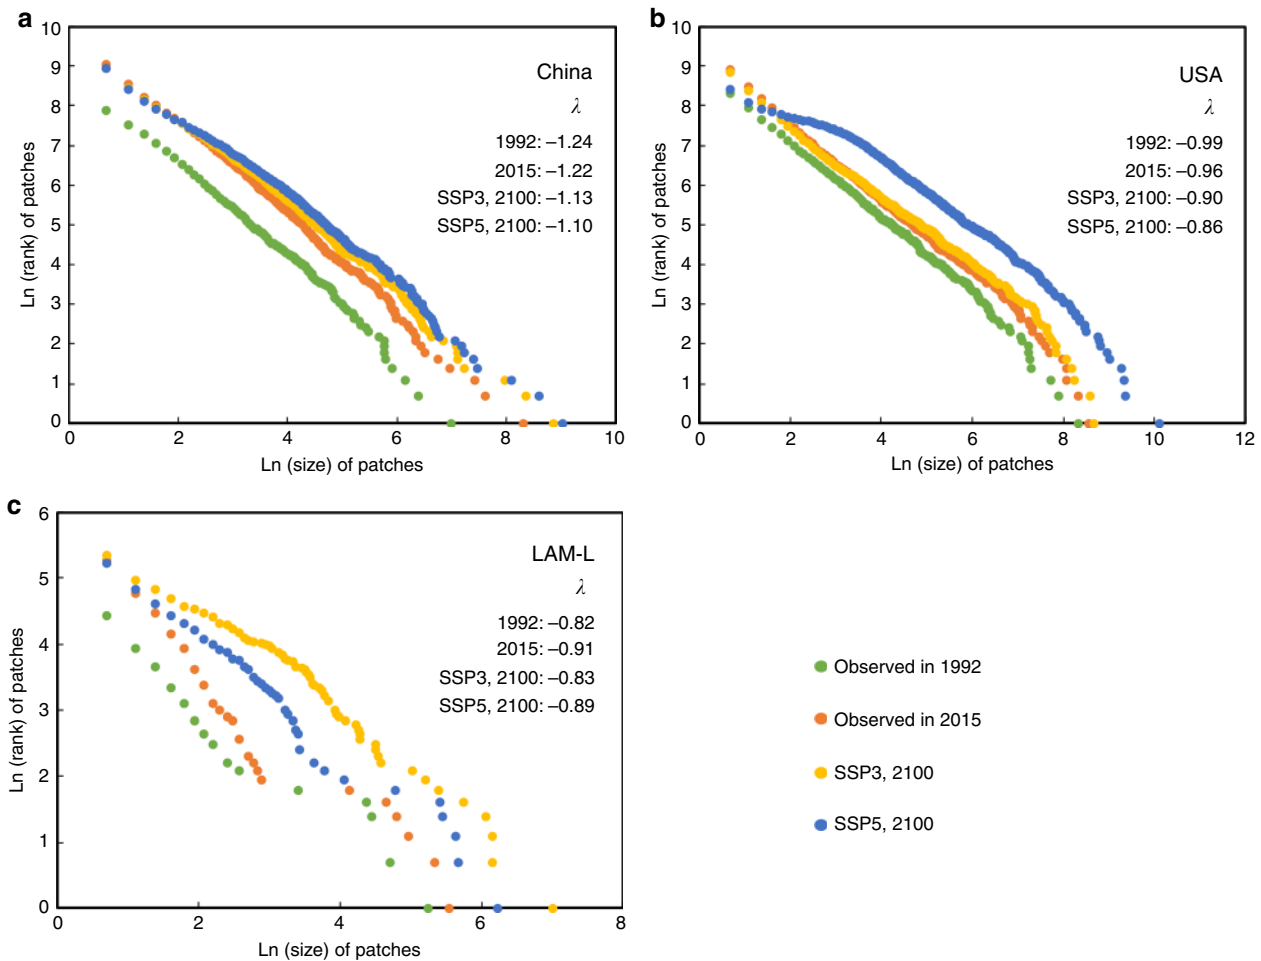 a
China
λ
1992: –1.24
2015: –1.22
SSP3, 2100: –1.13
SSP5, 2100: –1.10
Ln (rank) of patches
10
9
8
7
6
5
4
3
2
1
0
0 2 4 6 8 10
Ln (size) of patches
b
USA
λ
1992: –0.99
2015: –0.96
SSP3, 2100: –0.90
SSP5, 2100: –0.86
Ln (rank) of patches
10
9
8
7
6
5
4
3
2
1
0
0 2 4 6 8 10 12
Ln (size) of patches
c
LAM-L
λ
1992: –0.82
2015: –0.91
SSP3, 2100: –0.83
SSP5, 2100: –0.89
Ln (rank) of patches
6
5
4
3
2
1
0
0 2 4 6 8
Ln (size) of patches
Observed in 1992
Observed in 2015
SSP3, 2100
SSP5, 2100